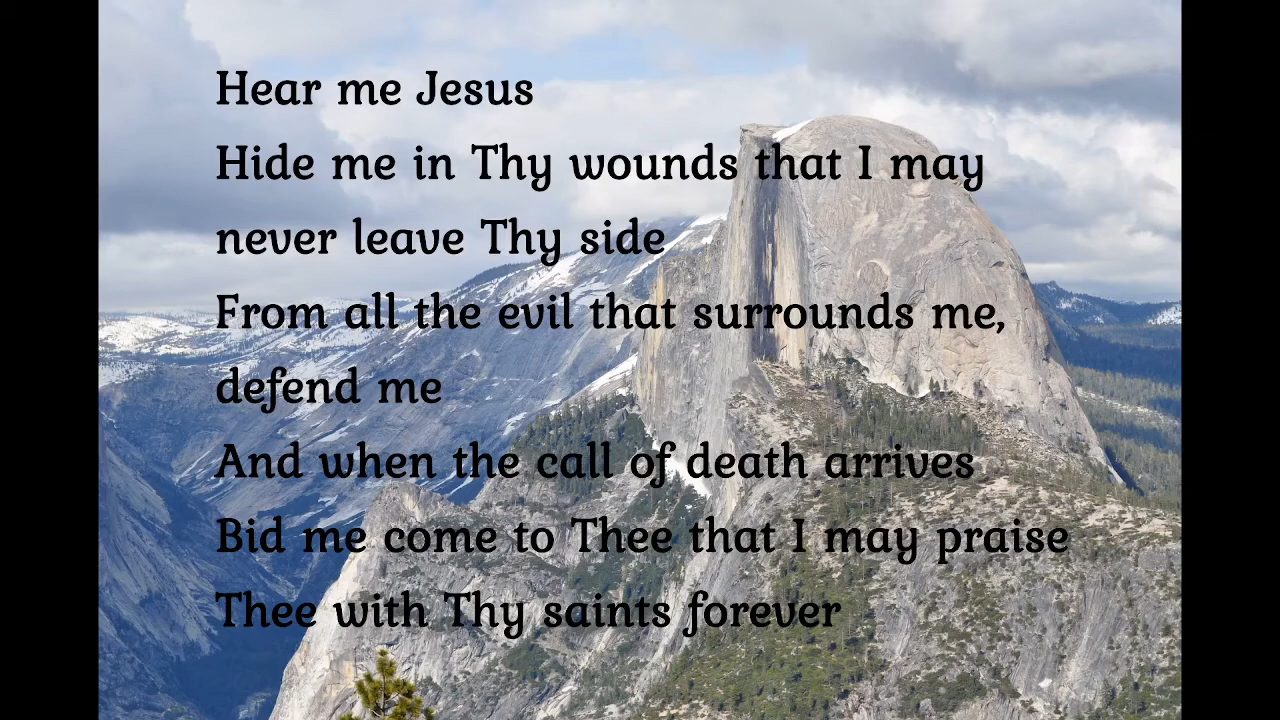 Hear me Jesus
Hide me in Thy wounds that I may
never leave Thy side
From all the evil that surrounds me,
defend me
And when the call of death arrives
Bid me come to Thee that I may praise
Thee with Thy saints forever